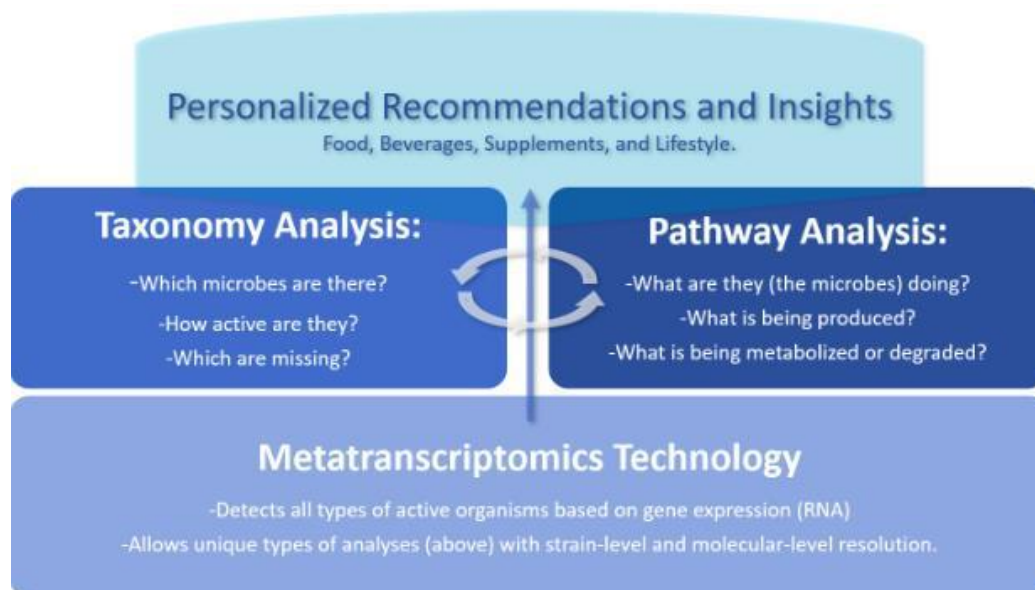 Personalized Recommendations and Insights
Food, Beverages, Supplements, and Lifestyle.
Taxonomy Analysis:
-Which microbes are there?
-How active are they?
-Which are missing?
Pathway Analysis:
-What are they (the microbes) doing?
-What is being produced?
-What is being metabolized or degraded?
Metatranscriptomics Technology
-Detects all types of active organisms based on gene expression (RNA)
-Allows unique types of analyses (above) with strain-level and molecular-level resolution.